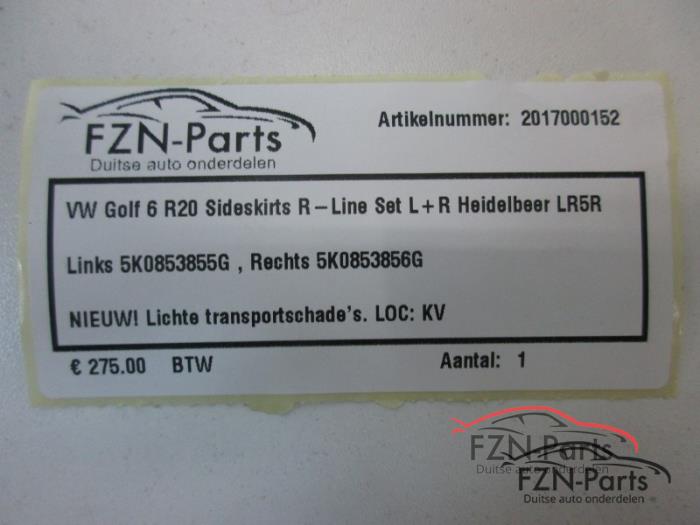 FZN-Parts
Duitse auto onderdelen
Artikelnummer: 2017000152
VW Golf 6 R20 Sideskirts R-Line Set L+R Heidelbeer LR5R
Links 5K0853855G , Rechts 5K0853856G
NIEUW! Lichte transportschade's. LOC: KV
€ 275.00 BTW
Aantal: 1
FZN-Parts
Duitse auto onderdelen
FZN-Parts
Duitse auto onderdelen